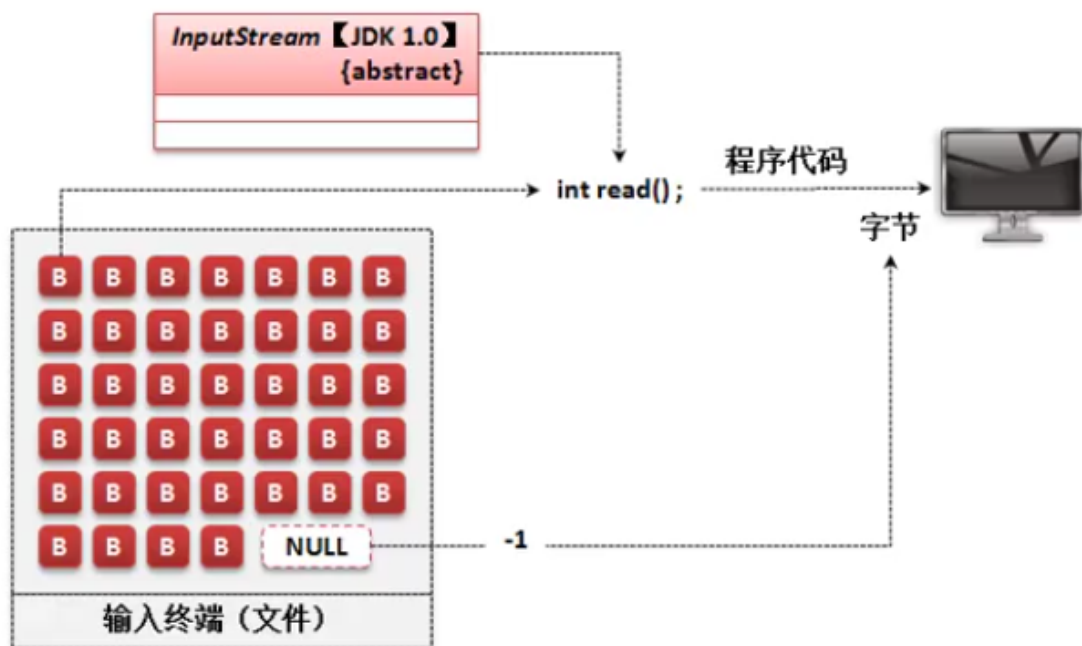 InputStream【JDK 1.0】
{abstract}
程序代码
int read() ;
字节
B B B B B B B
B B B B B B B
B B B B B B B
B B B B B B B
B B B B B B B
B B B B NULL
-1
输入终端（文件）